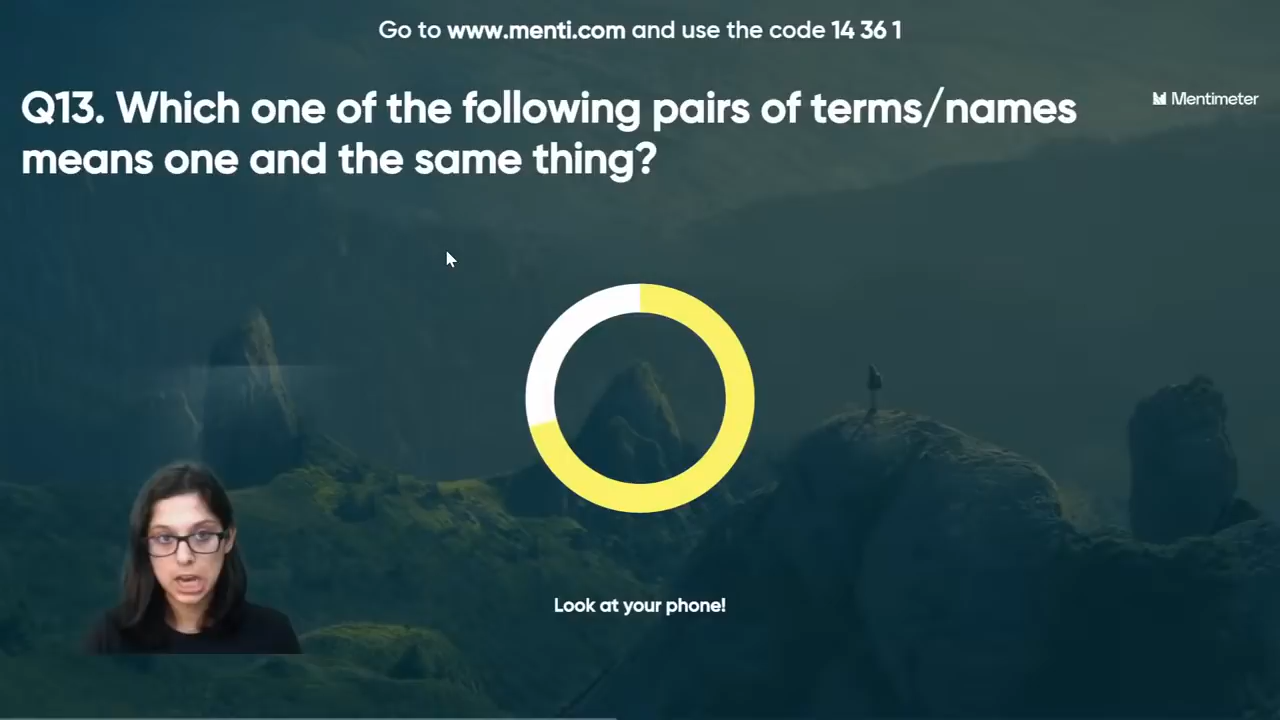 Go to www.menti.com and use the code 14 36 1
Q13. Which one of the following pairs of terms/names
means one and the same thing?
Mentimeter
Look at your phone!